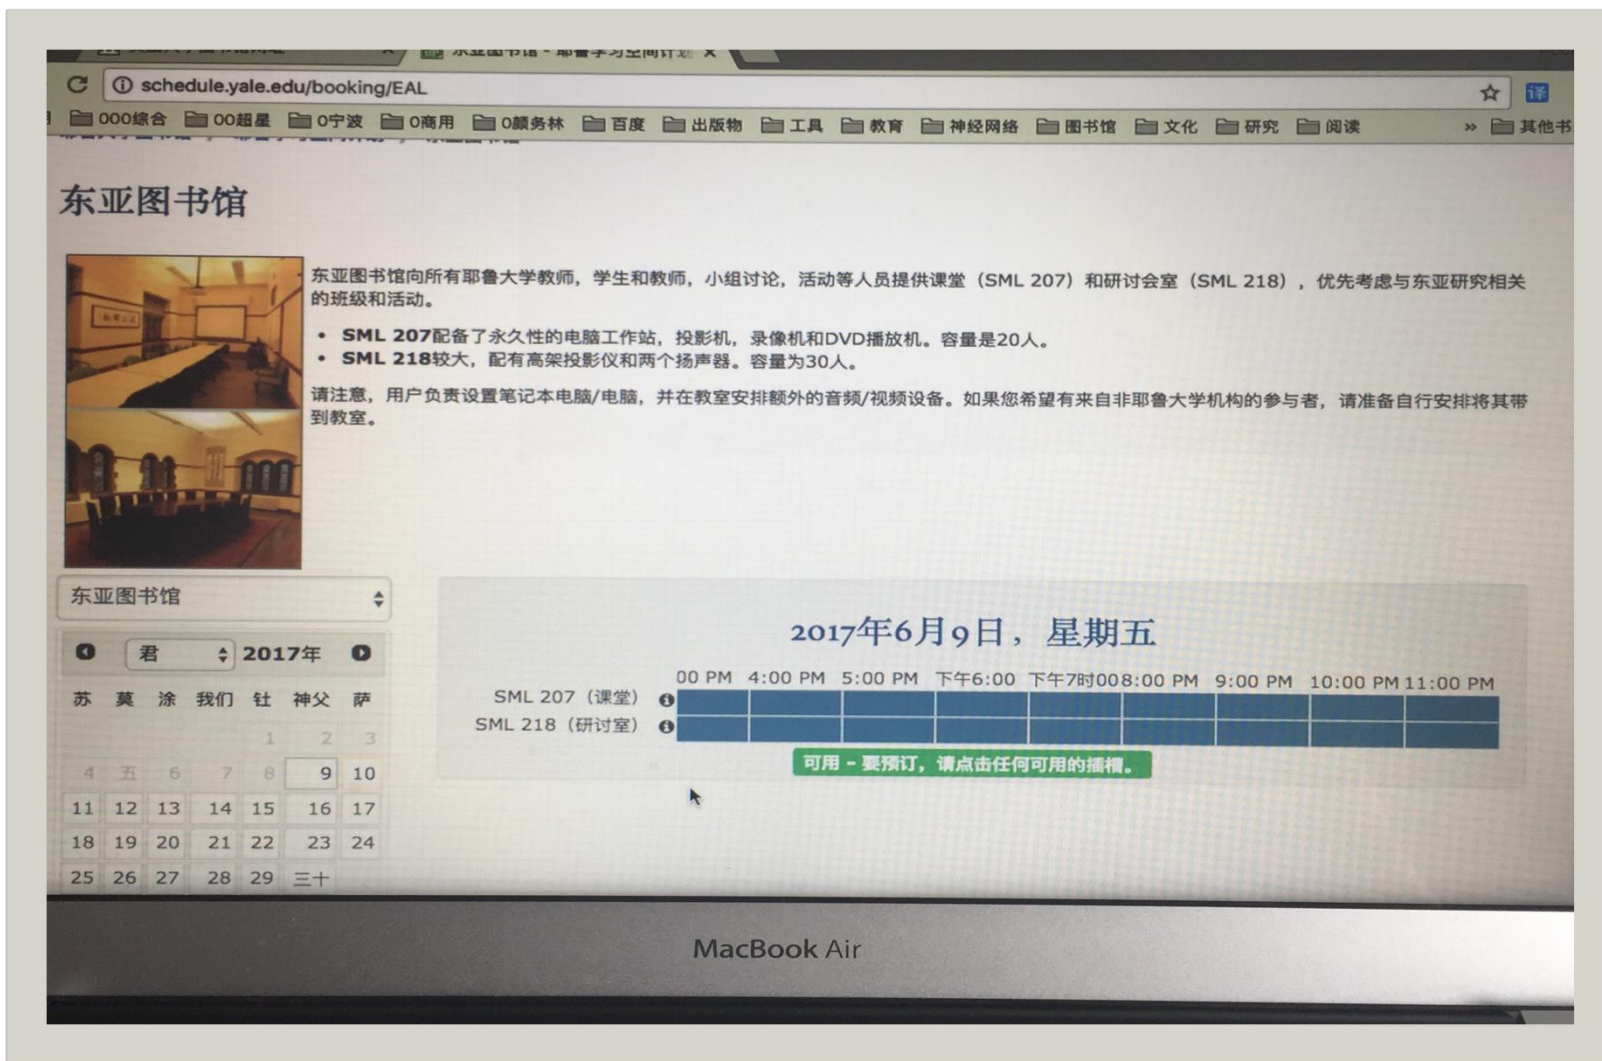 东亚图书馆 - 耶鲁学习空间计划 ×
schedule.yale.edu/booking/EAL
译
000综合 00超星 0宁波 0商用 0颜务林 百度 出版物 工具 教育 神经网络 图书馆 文化 研究 阅读 » 其他书
东亚图书馆
东亚图书馆向所有耶鲁大学教师，学生和教师，小组讨论，活动等人员提供课堂（SML 207）和研讨会室（SML 218），优先考虑与东亚研究相关
的班级和活动。
• SML 207配备了永久性的电脑工作站，投影机，录像机和DVD播放机。容量是20人。
• SML 218较大，配有高架投影仪和两个扬声器。容量为30人。
请注意，用户负责设置笔记本电脑/电脑，并在教室安排额外的音频/视频设备。如果您希望有来自非耶鲁大学机构的参与者，请准备自行安排将其带
到教室。
东亚图书馆
君 2017年
苏 莫 涂 我们 钍 神父 萨
1 2 3
4 五 6 7 8 9 10
11 12 13 14 15 16 17
18 19 20 21 22 23 24
25 26 27 28 29 三十
2017年6月9日，星期五
00 PM 4:00 PM 5:00 PM 下午6:00 下午7时00 8:00 PM 9:00 PM 10:00 PM 11:00 PM
SML 207（课堂）
SML 218（研讨室）
可用 - 要预订，请点击任何可用的插槽。
MacBook Air